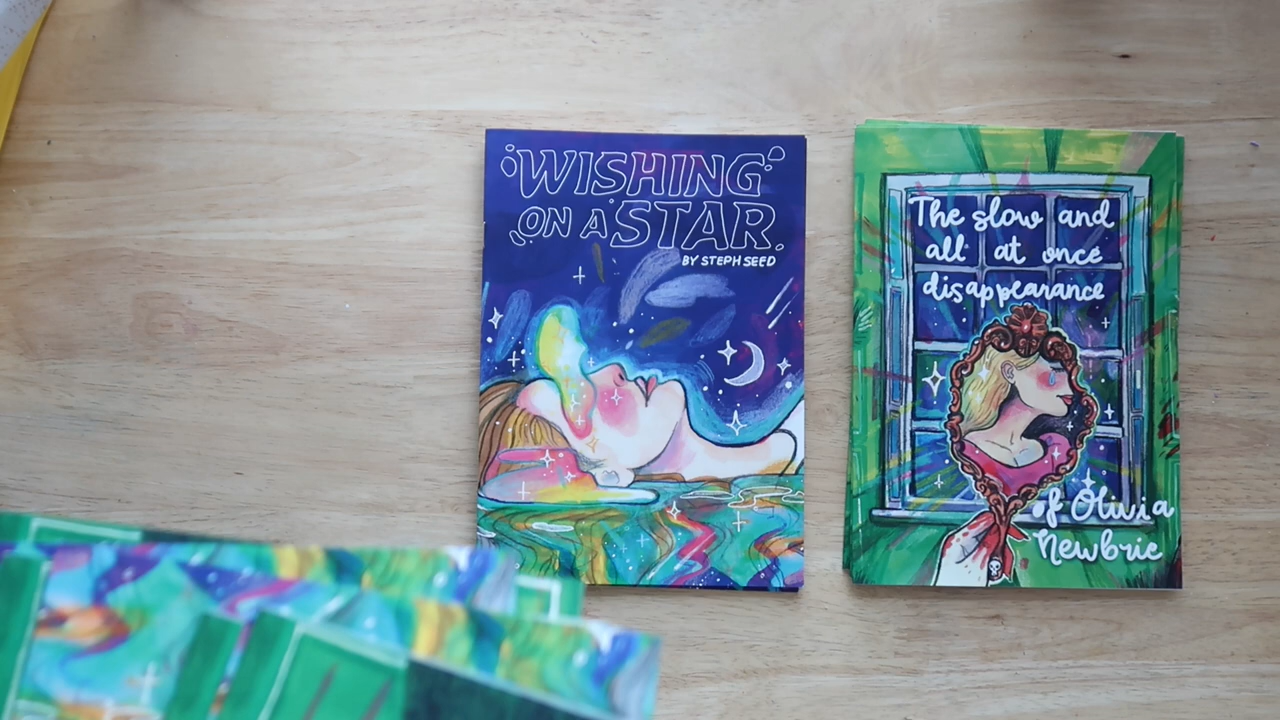 WISHING
ON A STAR
BY STEPH SEED
The slow and
all at once
disappearance
of Olivia
Newbrie